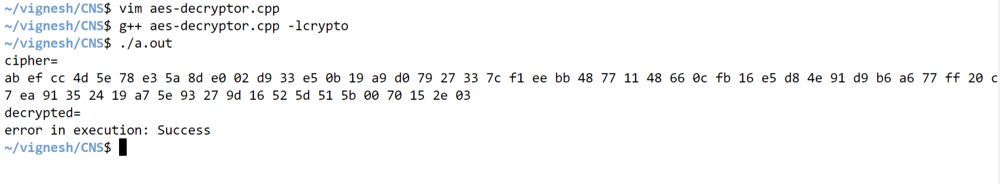 ~/vignesh/CNS$ vim aes-decryptor.cpp
~/vignesh/CNS$ g++ aes-decryptor.cpp -lcrypto
~/vignesh/CNS$ ./a.out
cipher=
ab ef cc 4d 5e 78 e3 5a 8d e0 02 d9 33 e5 0b 19 a9 d0 79 27 33 7c f1 ee bb 48 77 11 48 66 0c fb 16 e5 d8 4e 91 d9 b6 a6 77 ff 20 c
7 ea 91 35 24 19 a7 5e 93 27 9d 16 52 5d 51 5b 00 70 15 2e 03
decrypted=
error in execution: Success
~/vignesh/CNS$